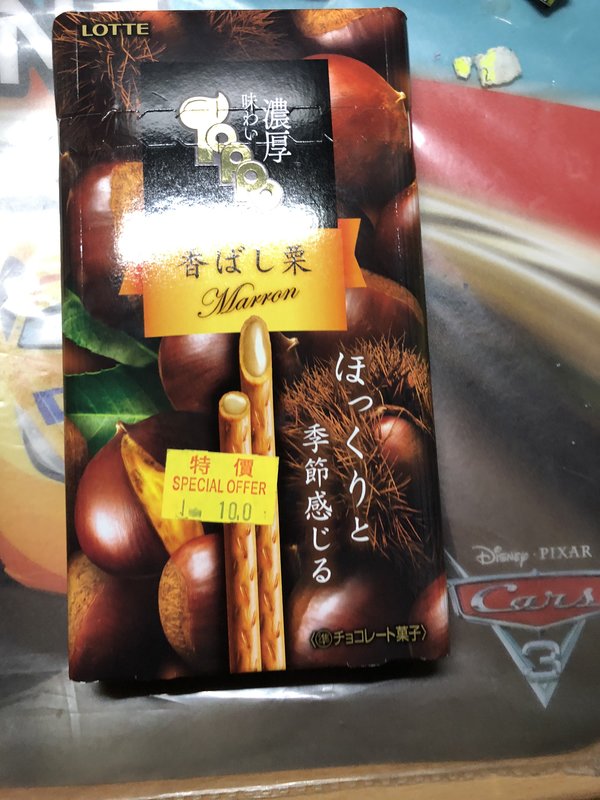 LOTTE
濃厚
味わい
TOPPO
香ばし栗
Marron
ほっくりと
季節感じる
特價
SPECIAL OFFER
10.0
〈準チョコレート菓子〉
DISNEY・PIXAR
Cars
3